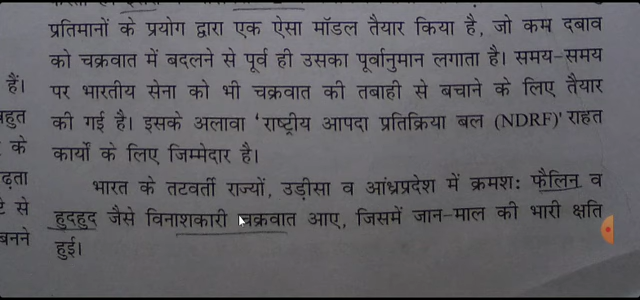 प्रतिमानों के प्रयोग द्वारा एक ऐसा मॉडल तैयार किया है, जो कम दबाव
को चक्रवात में बदलने से पूर्व ही उसका पूर्वानुमान लगाता है। समय-समय
हैं। पर भारतीय सेना को भी चक्रवात की तबाही से बचाने के लिए तैयार
की गई है। इसके अलावा ‘राष्ट्रीय आपदा प्रतिक्रिया बल (NDRF)’ राहत
के कार्यों के लिए जिम्मेदार है।
भारत के तटवर्ती राज्यों, उड़ीसा व आंध्रप्रदेश में क्रमश: फैलिन व
से हुदहुद जैसे विनाशकारी चक्रवात आए, जिसमें जान-माल की भारी क्षति
बनने हुई।